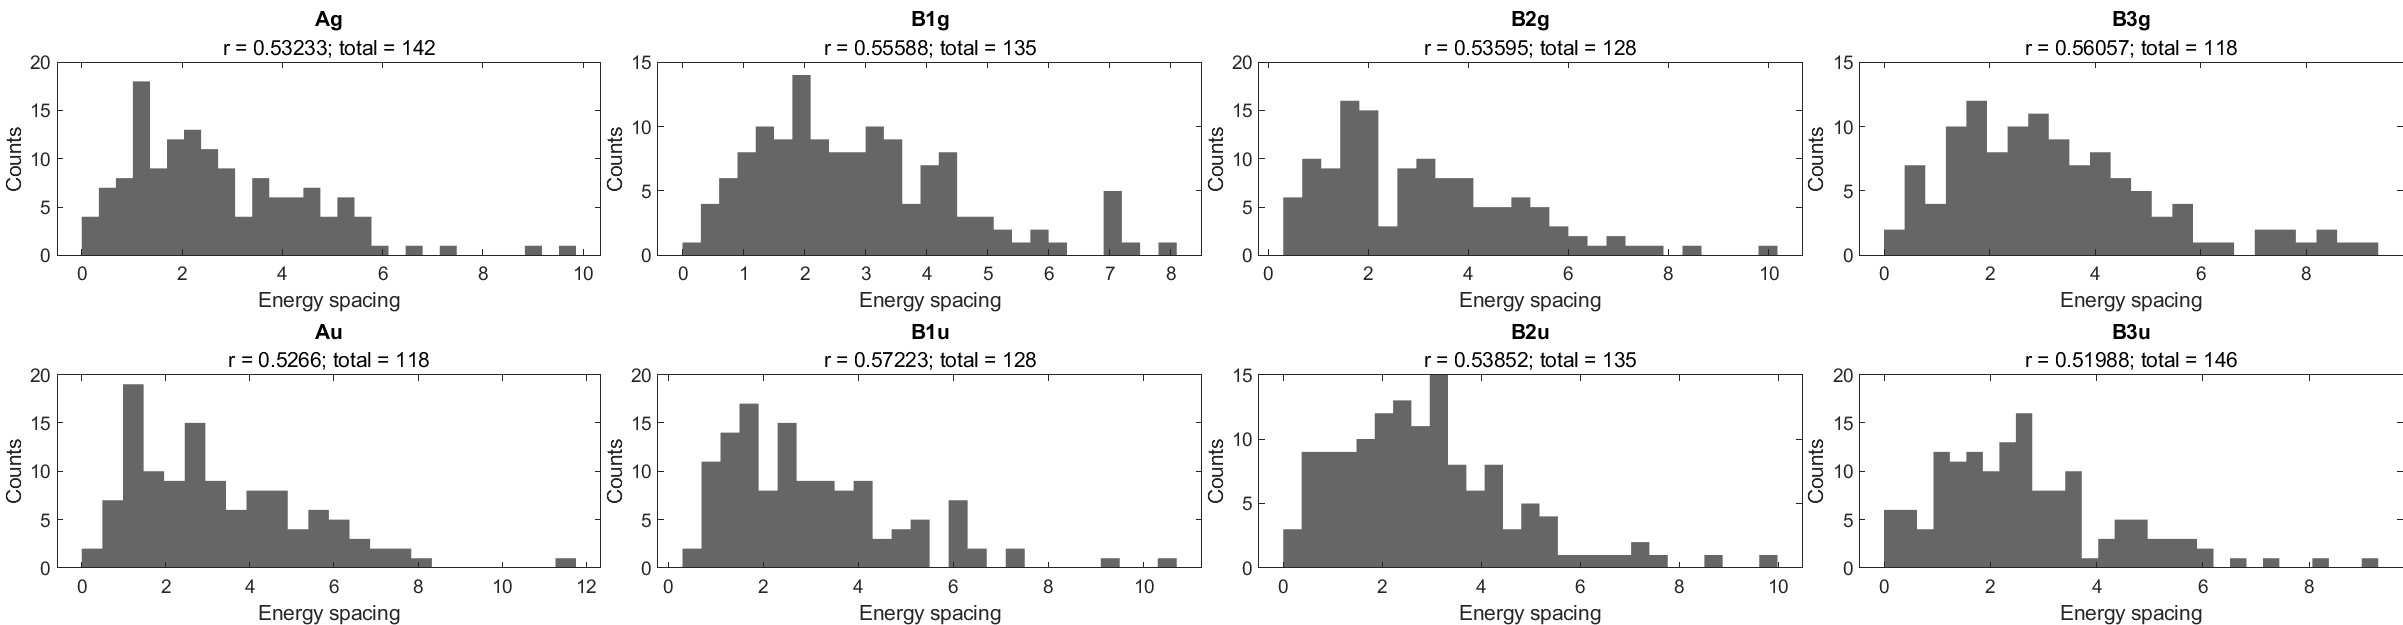 Ag
r = 0.53233; total = 142
20
15
10
5
0
Counts
0 2 4 6 8 10
Energy spacing
B1g
r = 0.55588; total = 135
15
10
5
0
Counts
0 1 2 3 4 5 6 7 8
Energy spacing
B2g
r = 0.53595; total = 128
20
15
10
5
0
Counts
0 2 4 6 8 10
Energy spacing
B3g
r = 0.56057; total = 118
15
10
5
0
Counts
0 2 4 6 8
Energy spacing
Au
r = 0.5266; total = 118
20
15
10
5
0
Counts
0 2 4 6 8 10 12
Energy spacing
B1u
r = 0.57223; total = 128
20
15
10
5
0
Counts
0 2 4 6 8 10
Energy spacing
B2u
r = 0.53852; total = 135
15
10
5
0
Counts
0 2 4 6 8 10
Energy spacing
B3u
r = 0.51988; total = 146
20
15
10
5
0
Counts
0 2 4 6 8
Energy spacing